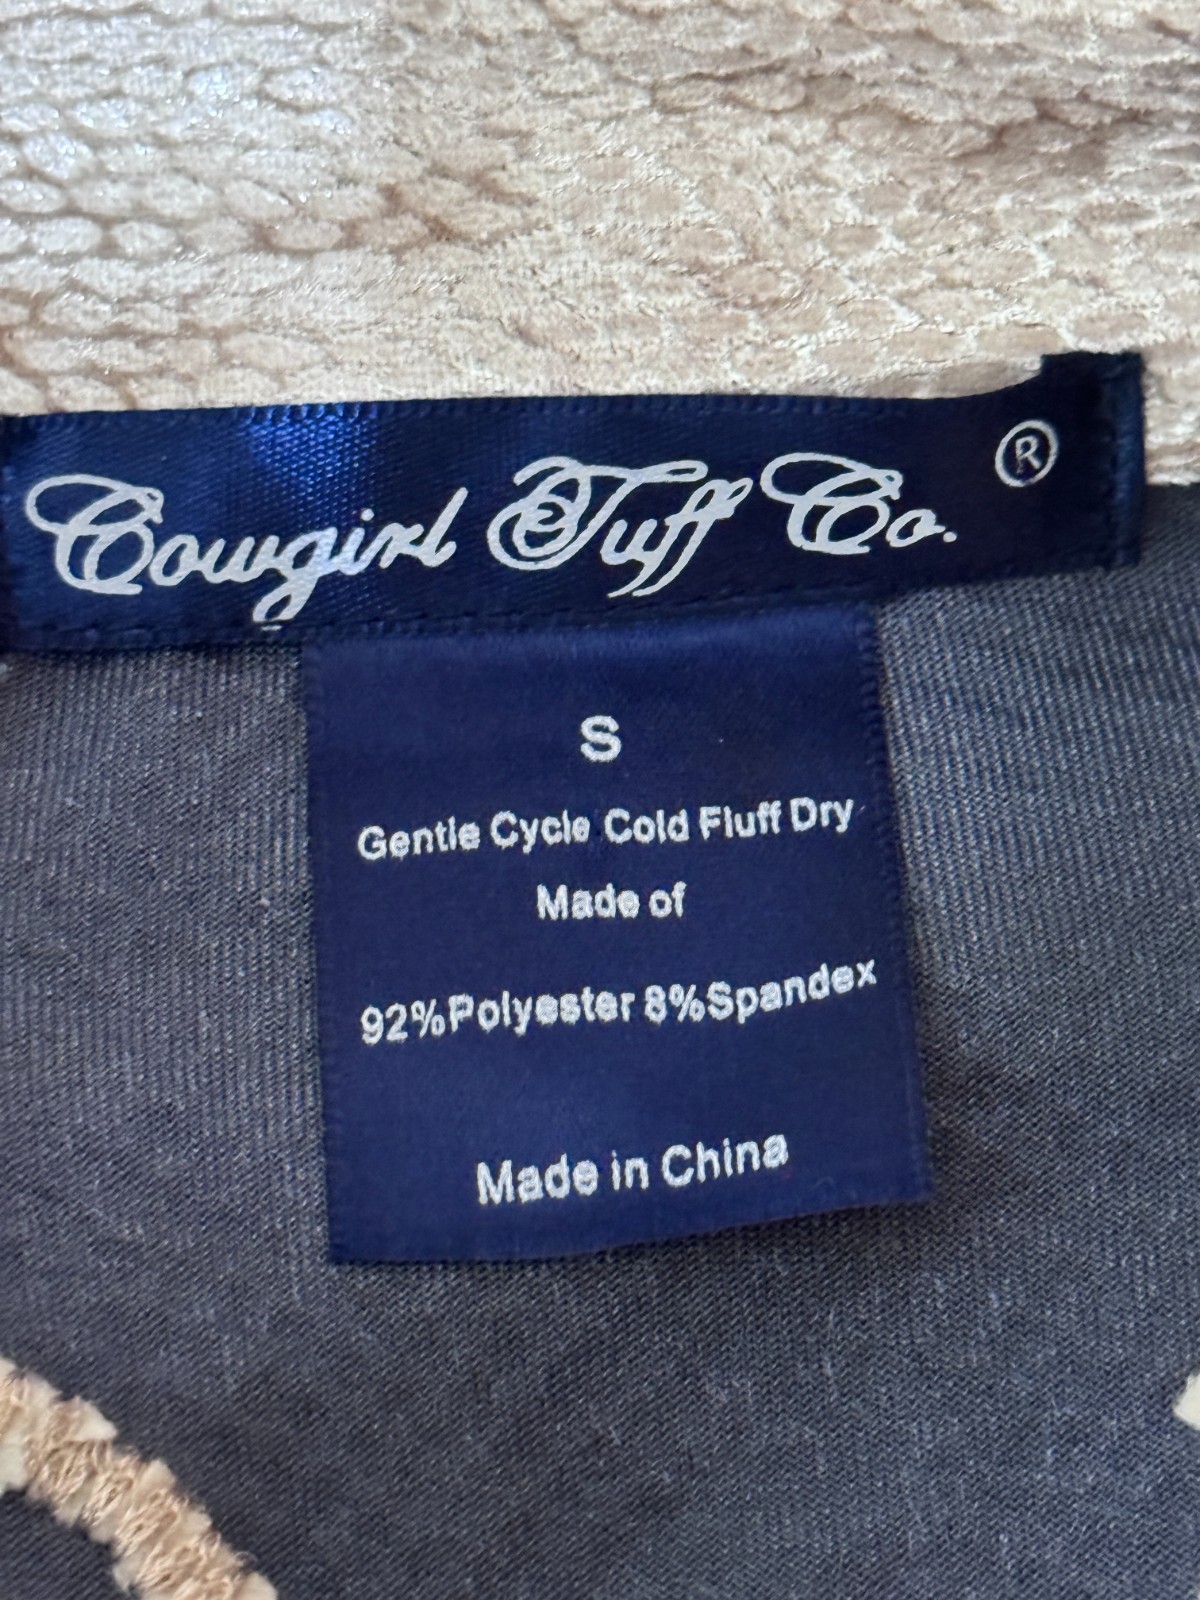 Cowgirl Tuff Co. ®
S
Gentle Cycle Cold Fluff Dry
Made of
92%Polyester 8%Spandex
Made in China